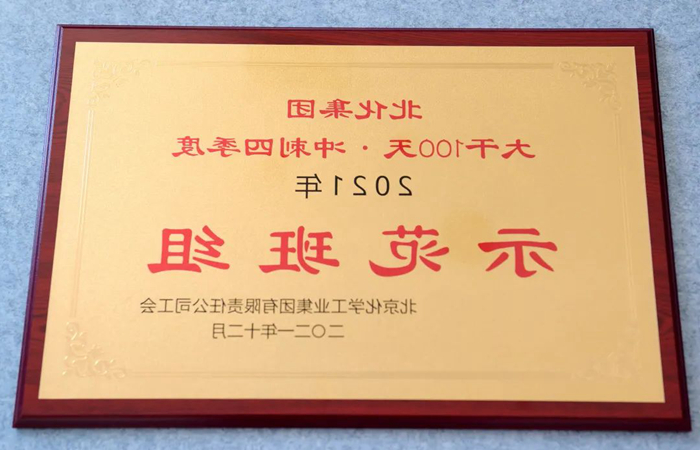 北化集团
大干100天·冲刺四季度
2021年
示范班组
北京化学工业集团有限责任公司工会
二〇二一年十二月